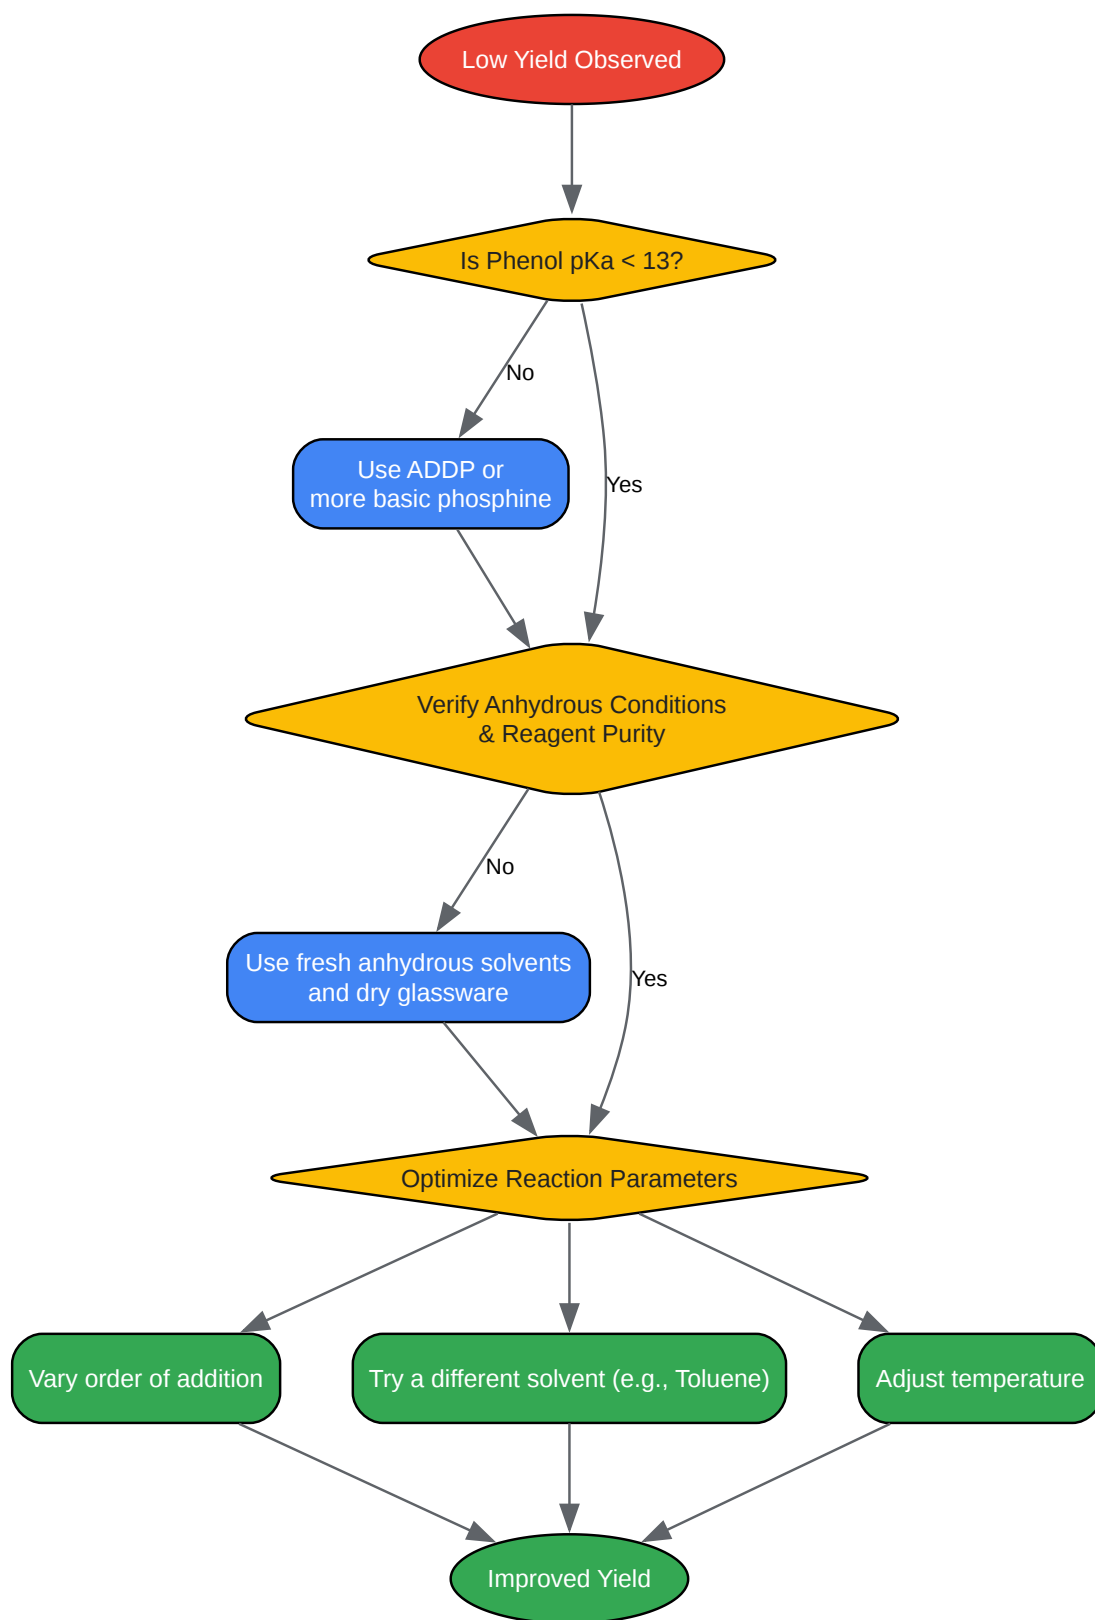 Low Yield Observed
Is Phenol pKa < 13?
No
Use ADDP or
more basic phosphine
Yes
Verify Anhydrous Conditions
& Reagent Purity
No
Use fresh anhydrous solvents
and dry glassware
Yes
Optimize Reaction Parameters
Vary order of addition
Try a different solvent (e.g., Toluene)
Adjust temperature
Improved Yield